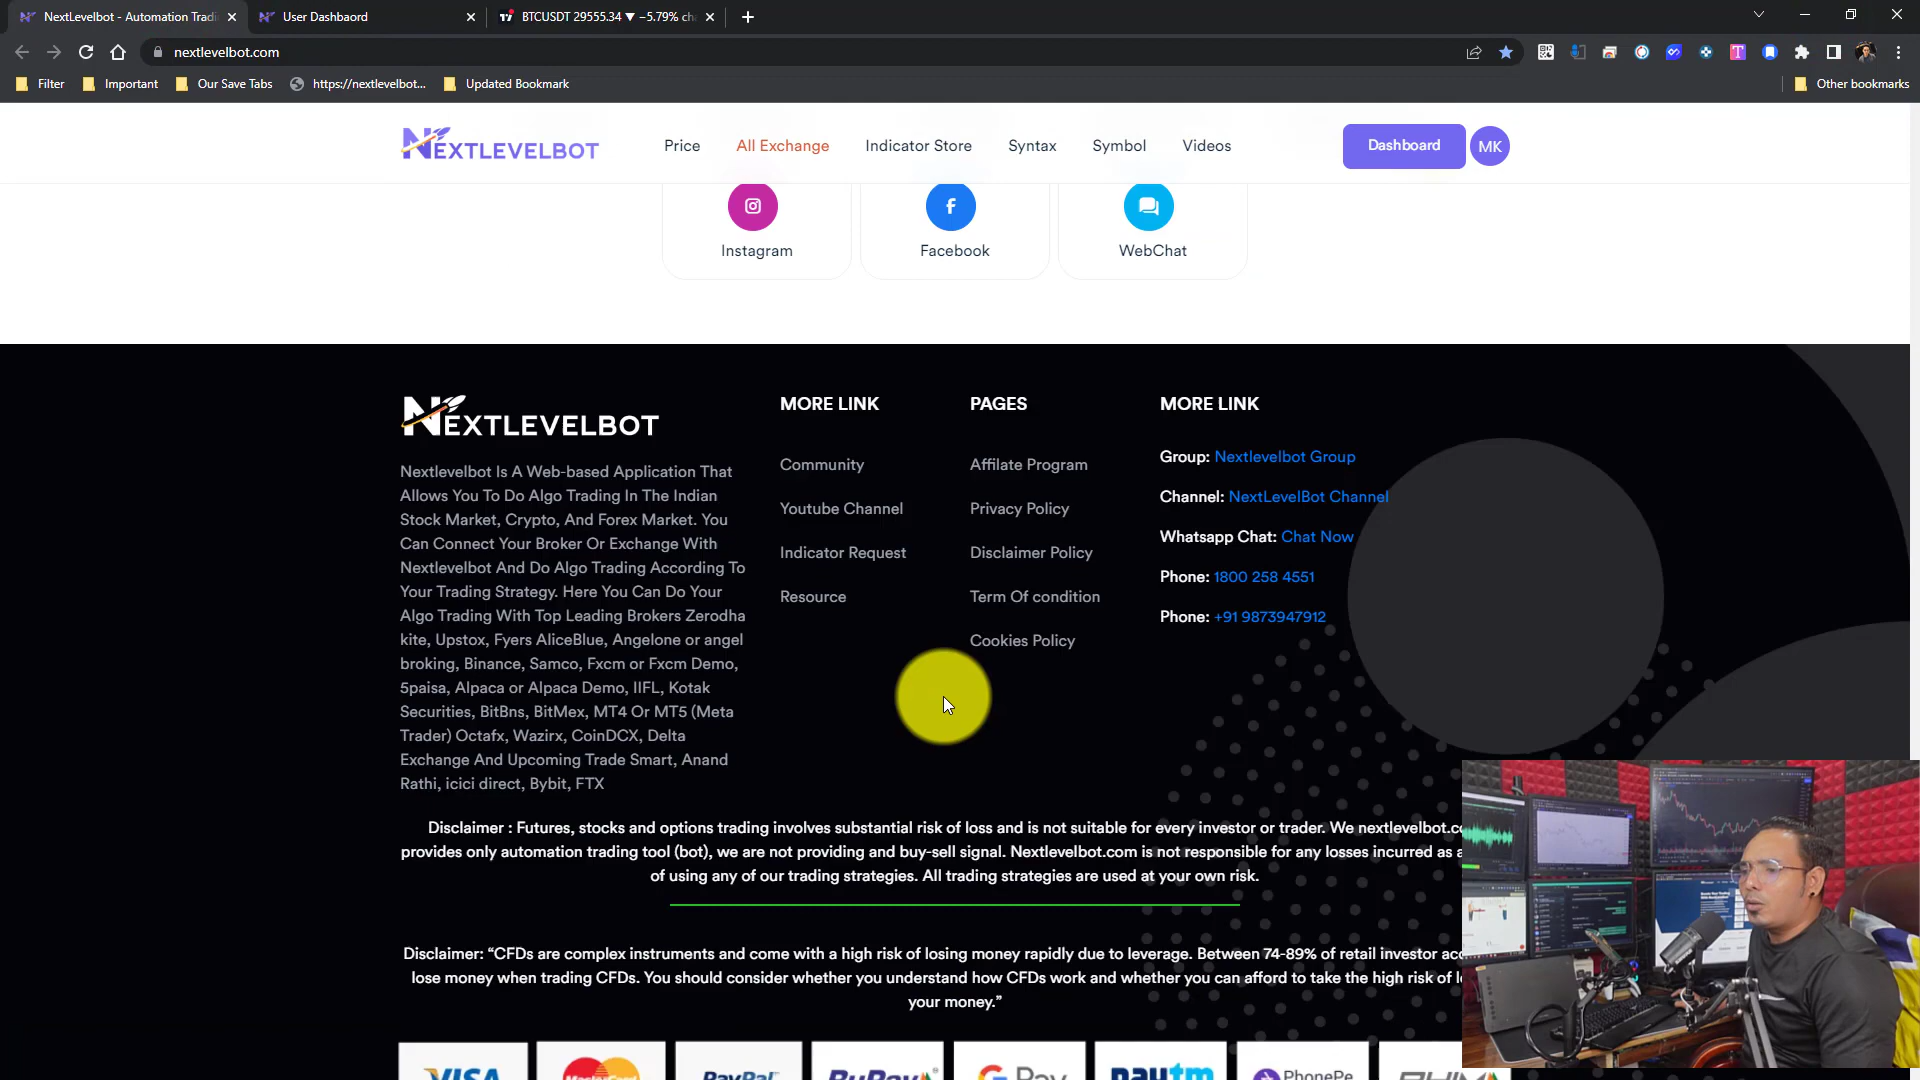 NextLevelbot - Automation Tradi
User Dashbaord
BTCUSDT 29555.34 ▼ −5.79%
nextlevelbot.com
Filter
Important
Our Save Tabs
https://nextlevelbot...
Updated Bookmark
Other bookmarks
NEXTLEVELBOT
Price
All Exchange
Indicator Store
Syntax
Symbol
Videos
Dashboard
MK
Instagram
Facebook
WebChat
NEXTLEVELBOT
Nextlevelbot Is A Web-based Application That
Allows You To Do Algo Trading In The Indian
Stock Market, Crypto, And Forex Market. You
Can Connect Your Broker Or Exchange With
Nextlevelbot And Do Algo Trading According To
Your Trading Strategy. Here You Can Do Your
Algo Trading With Top Leading Brokers Zerodha
kite, Upstox, Fyers AliceBlue, Angelone or angel
broking, Binance, Samco, Fxcm or Fxcm Demo,
5paisa, Alpaca or Alpaca Demo, IIFL, Kotak
Securities, BitBns, BitMex, MT4 Or MT5 (Meta
Trader) Octafx, Wazirx, CoinDCX, Delta
Exchange And Upcoming Trade Smart, Anand
Rathi, icici direct, Bybit, FTX
MORE LINK
Community
Youtube Channel
Indicator Request
Resource
PAGES
Affilate Program
Privacy Policy
Disclaimer Policy
Term Of condition
Cookies Policy
MORE LINK
Group: Nextlevelbot Group
Channel: NextLevelBot Channel
Whatsapp Chat: Chat Now
Phone: 1800 258 4551
Phone: +91 9873947912
Disclaimer : Futures, stocks and options trading involves substantial risk of loss and is not suitable for every investor or trader. We nextlevelbot.co
provides only automation trading tool (bot), we are not providing and buy-sell signal. Nextlevelbot.com is not responsible for any losses incurred as a
of using any of our trading strategies. All trading strategies are used at your own risk.
Disclaimer: “CFDs are complex instruments and come with a high risk of losing money rapidly due to leverage. Between 74-89% of retail investor acc
lose money when trading CFDs. You should consider whether you understand how CFDs work and whether you can afford to take the high risk of l
your money.”
VISA
MasterCard
PayPal
RuPay
G Pay
paytm
PhonePe
BHIM